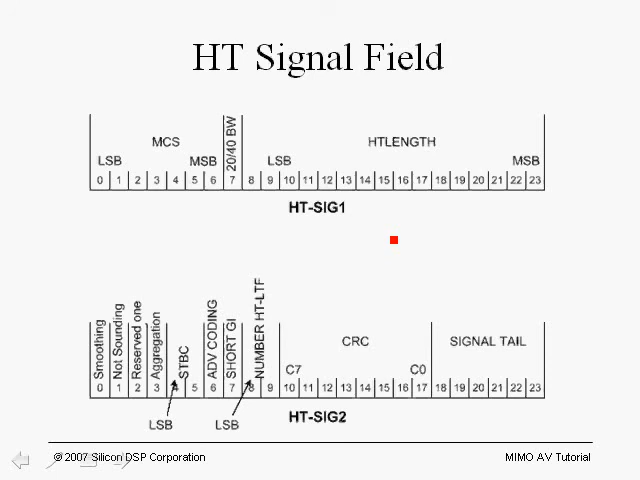 HT Signal Field
MCS
20/40 BW
HTLENGTH
LSB MSB LSB MSB
0 1 2 3 4 5 6 7 8 9 10 11 12 13 14 15 16 17 18 19 20 21 22 23
HT-SIG1
Smoothing
Not Sounding
Reserved one
Aggregation
STBC
ADV CODING
SHORT GI
NUMBER HT-LTF
CRC
SIGNAL TAIL
C7 C0
0 1 2 3 4 5 6 7 8 9 10 11 12 13 14 15 16 17 18 19 20 21 22 23
LSB LSB
HT-SIG2
© 2007 Silicon DSP Corporation
MIMO AV Tutorial